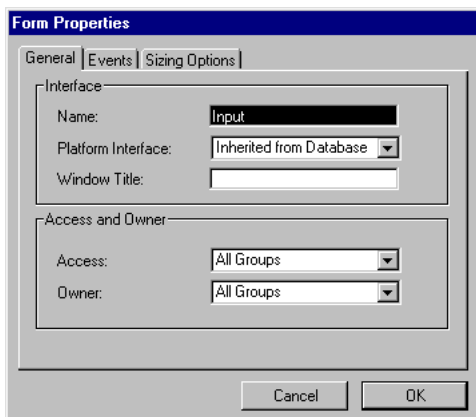 Form Properties
General Events Sizing Options
Interface
Name: Input
Platform Interface: Inherited from Database
Window Title:
Access and Owner
Access: All Groups
Owner: All Groups
Cancel OK